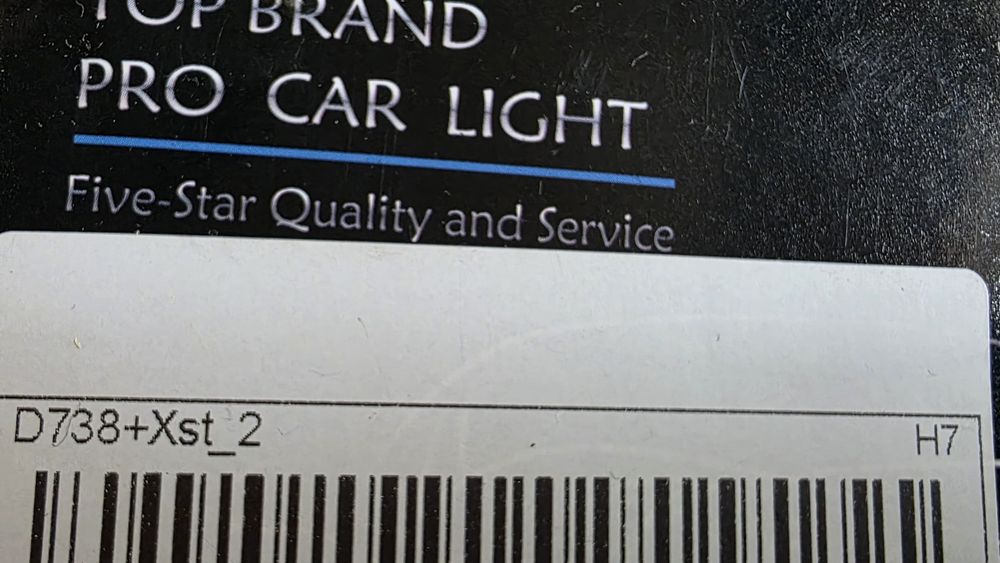 TOP BRAND
PRO CAR LIGHT
Five-Star Quality and Service
D738+Xst_2 H7